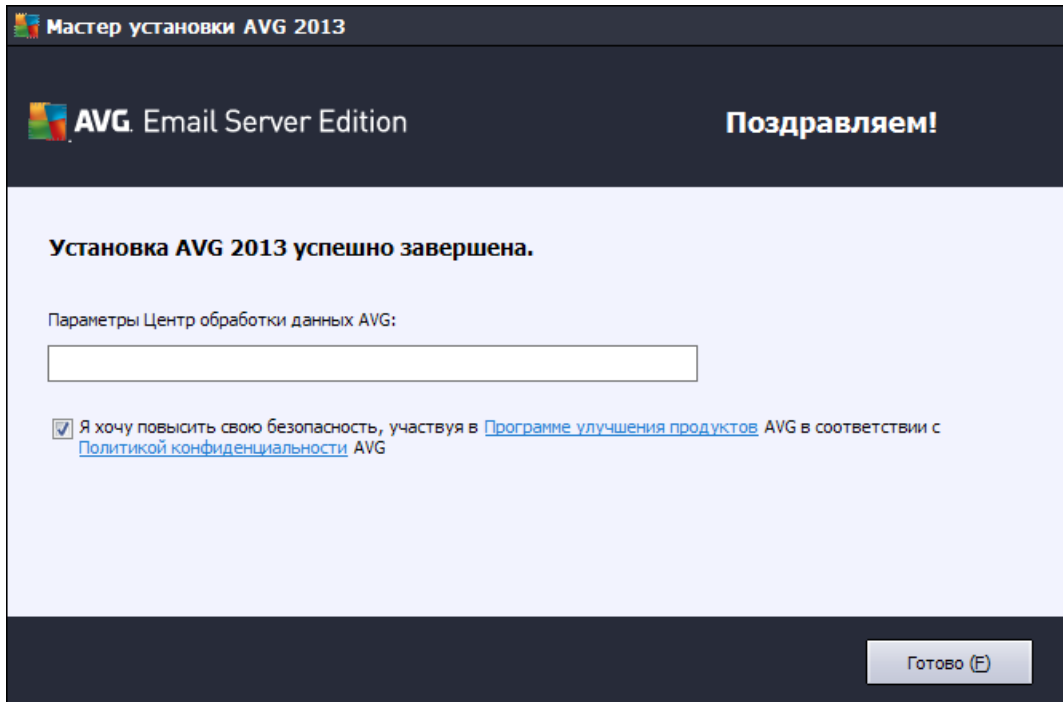 Мастер установки AVG 2013
AVG. Email Server Edition
Поздравляем!
Установка AVG 2013 успешно завершена.
Параметры Центр обработки данных AVG:
Я хочу повысить свою безопасность, участвуя в Программе улучшения продуктов AVG в соответствии с
Политикой конфиденциальности AVG
Готово (F)